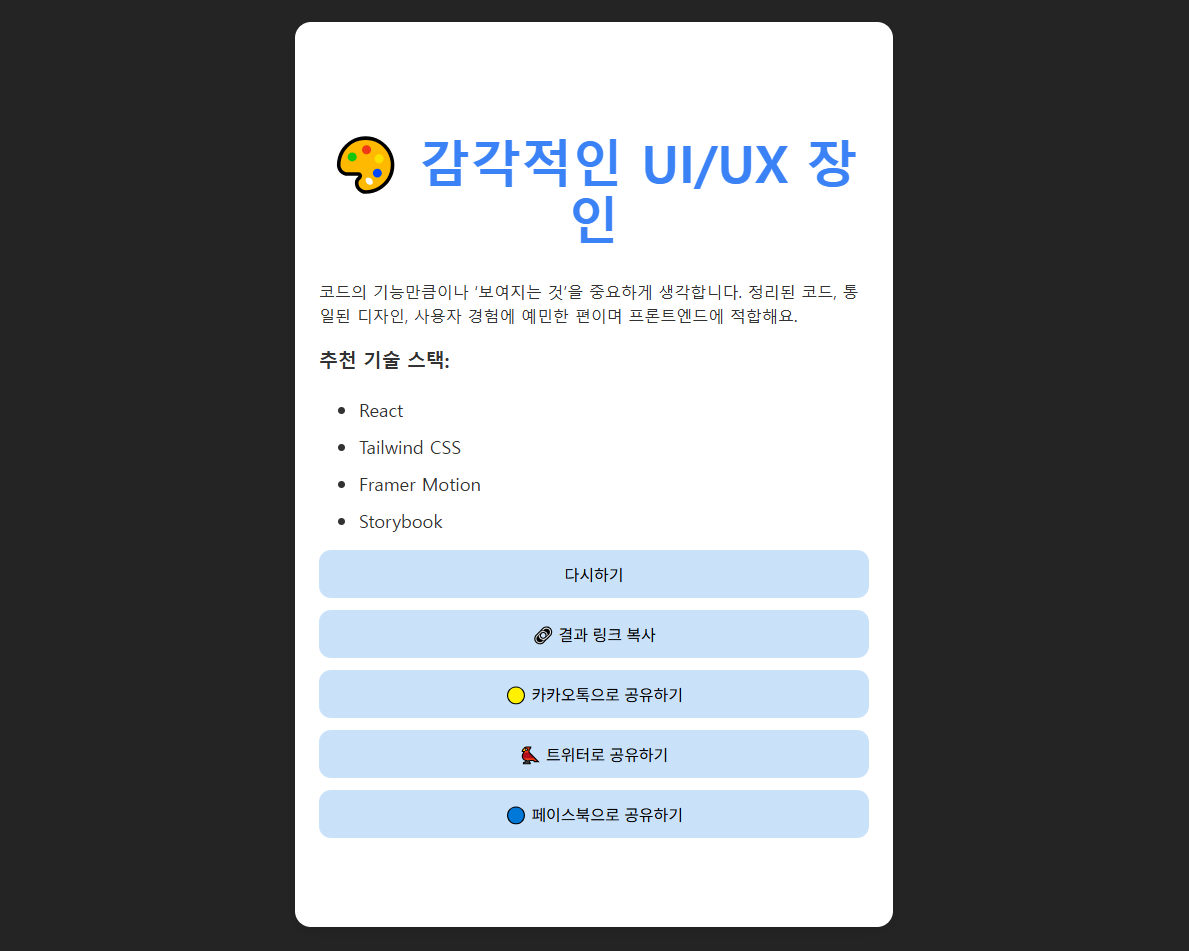 감각적인 UI/UX 장
인
코드의 기능만큼이나 ‘보여지는 것’을 중요하게 생각합니다. 정리된 코드, 통
일된 디자인, 사용자 경험에 예민한 편이며 프론트엔드에 적합해요.
추천 기술 스택:
React
Tailwind CSS
Framer Motion
Storybook
다시하기
결과 링크 복사
카카오톡으로 공유하기
트위터로 공유하기
페이스북으로 공유하기